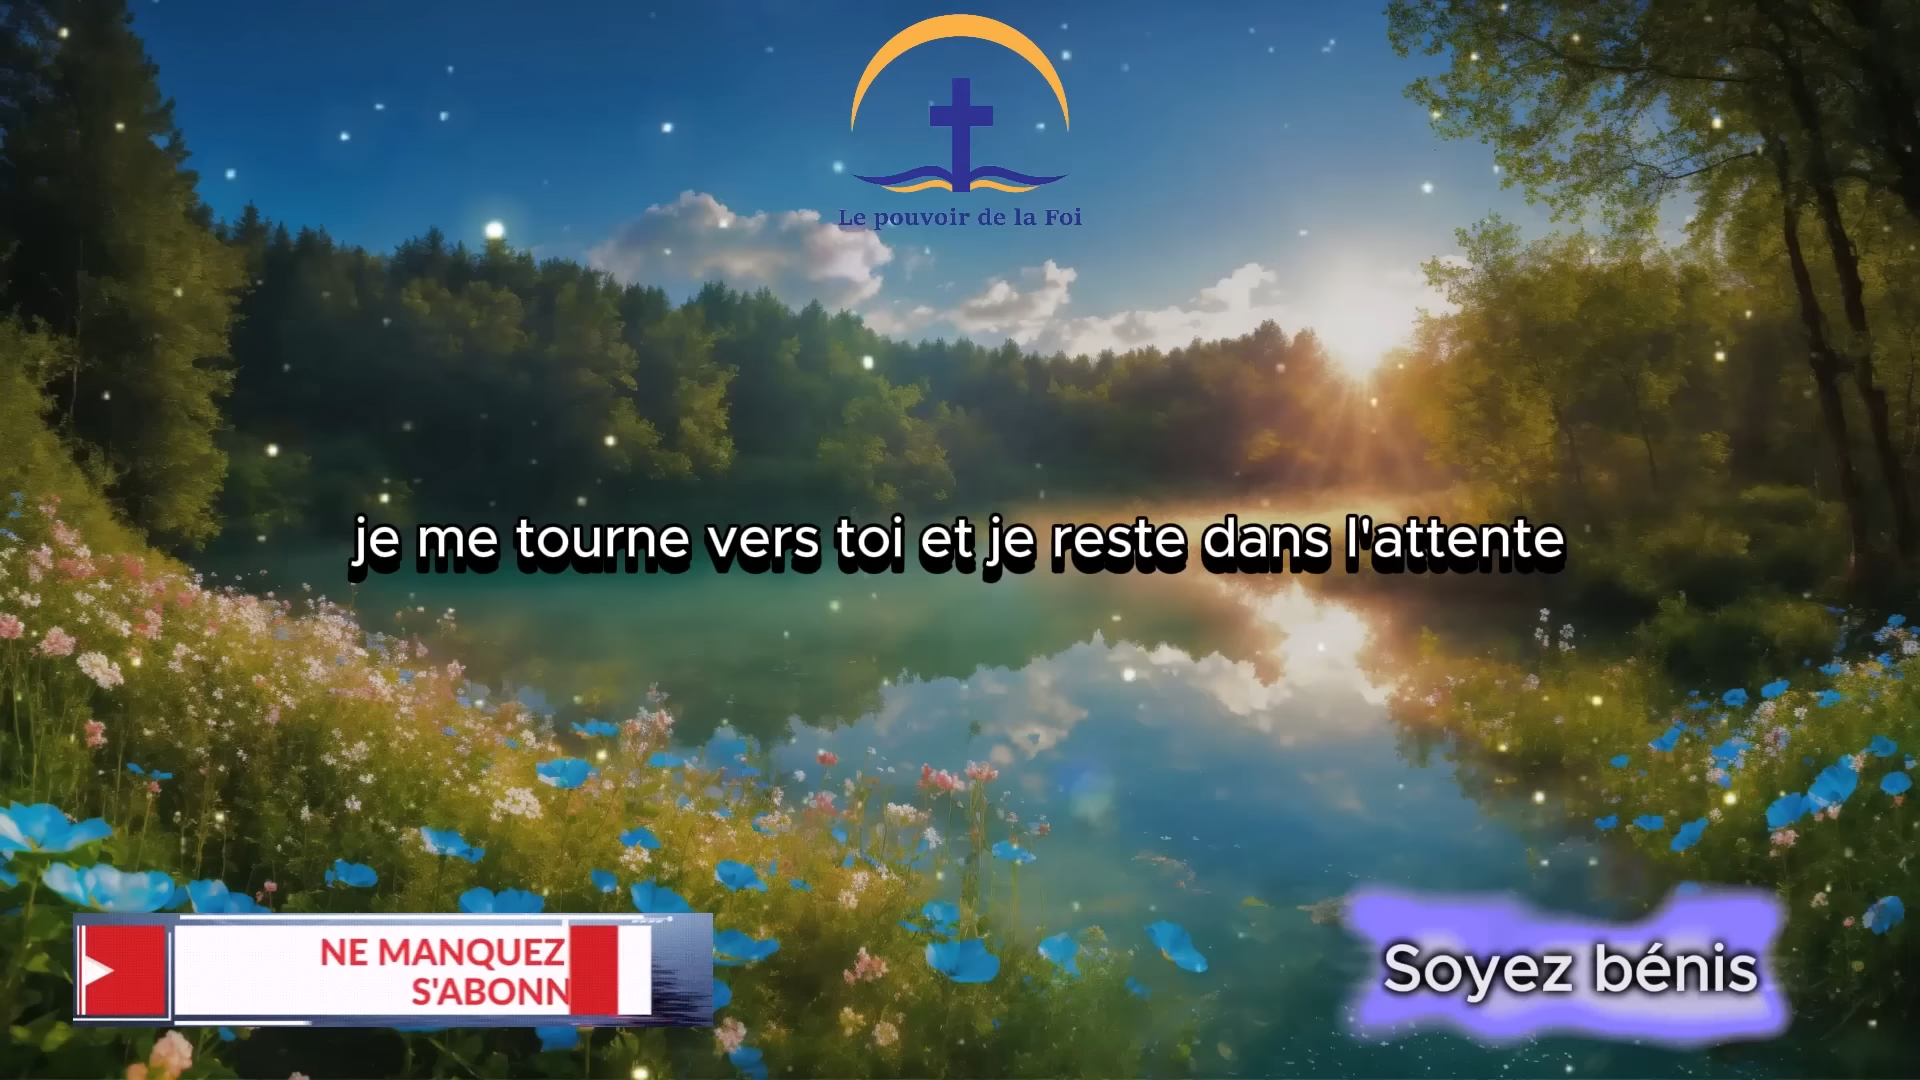 Le pouvoir de la Foi
je me tourne vers toi et je reste dans l'attente
NE MANQUEZ
S'ABONN
Soyez bénis